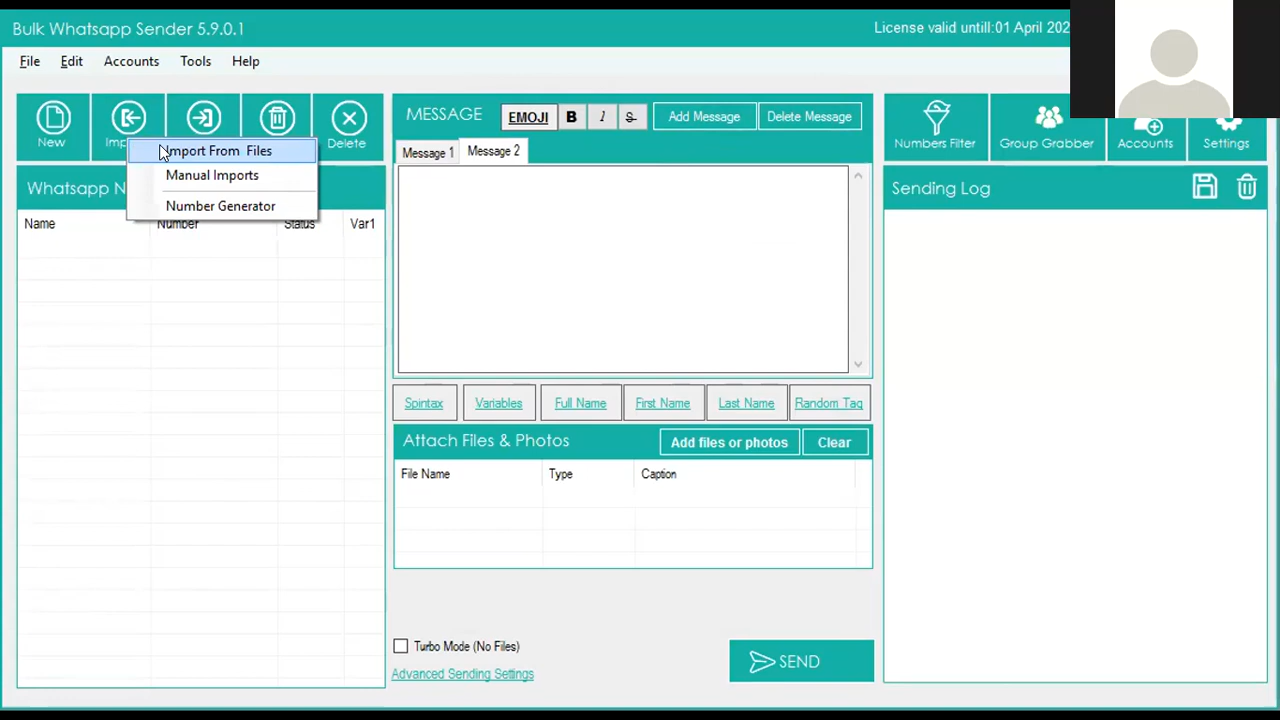 Bulk Whatsapp Sender 5.9.0.1
License valid untill:01 April 202
File Edit Accounts Tools Help
New
Delete
Import From Files
Manual Imports
Number Generator
Name Number Status Var1
MESSAGE EMOJI B I S Add Message Delete Message
Message 1 Message 2
Spintax Variables Full Name First Name Last Name Random Tag
Attach Files & Photos Add files or photos Clear
File Name Type Caption
Turbo Mode (No Files)
Advanced Sending Settings
SEND
Numbers Filter Group Grabber Accounts Settings
Sending Log
Whatsapp N